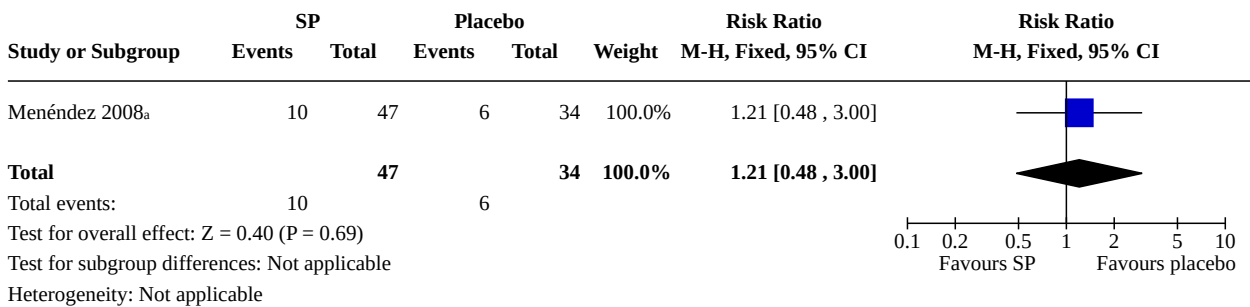 SP Placebo Risk Ratio Risk Ratio
Study or Subgroup Events Total Events Total Weight M-H, Fixed, 95% CI M-H, Fixed, 95% CI
Menéndez 2008a 10 47 6 34 100.0% 1.21 [0.48 , 3.00]
Total 47 34 100.0% 1.21 [0.48 , 3.00]
Total events: 10 6
Test for overall effect: Z = 0.40 (P = 0.69)
0.1 0.2 0.5 1 2 5 10
Test for subgroup differences: Not applicable
Favours SP Favours placebo
Heterogeneity: Not applicable